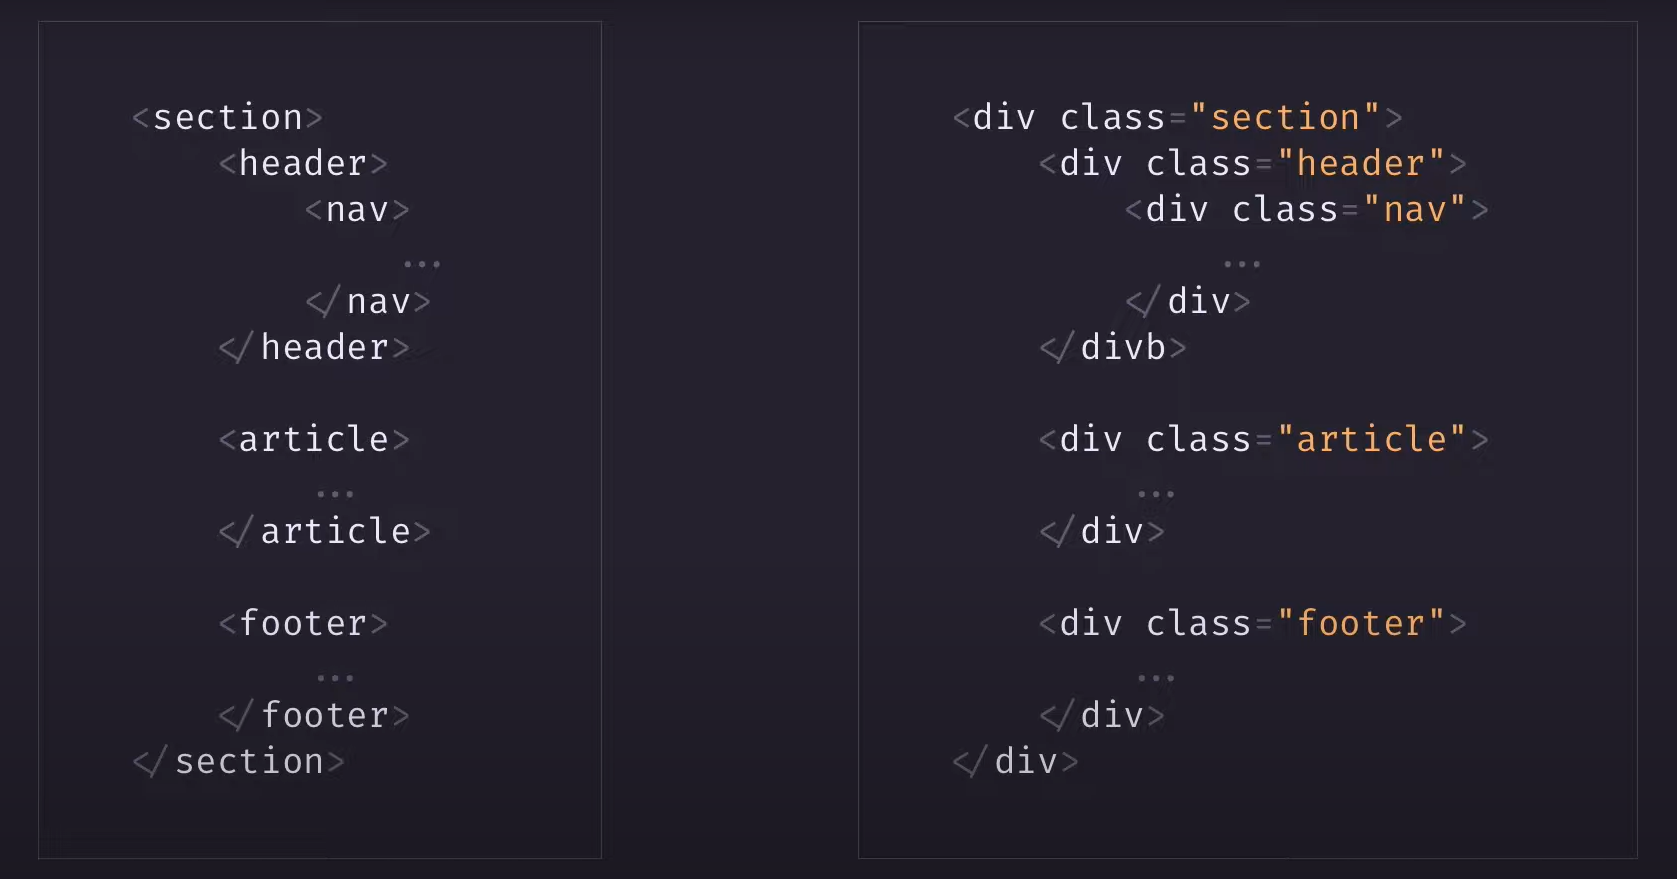 <section>
<header>
<nav>
...
</nav>
</header>
<article>
...
</article>
<footer>
...
</footer>
</section>
<div class="section">
<div class="header">
<div class="nav">
...
</div>
</divb>
<div class="article">
...
</div>
<div class="footer">
...
</div>
</div>